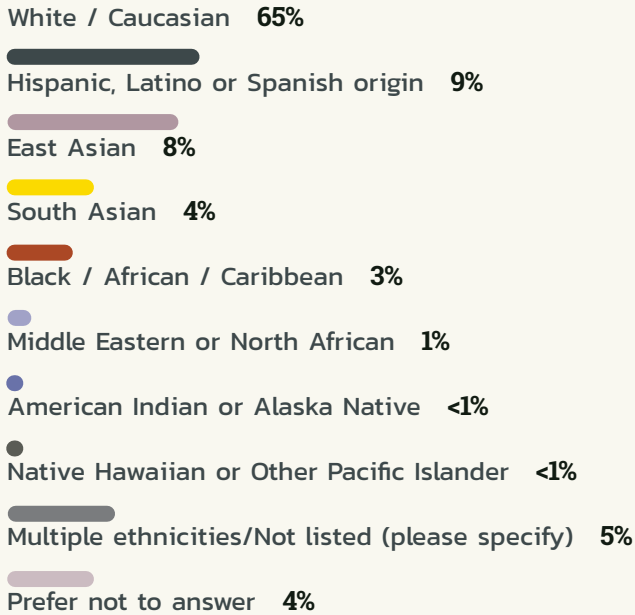 White / Caucasian 65%
Hispanic, Latino or Spanish origin 9%
East Asian 8%
South Asian 4%
Black / African / Caribbean 3%
Middle Eastern or North African 1%
American Indian or Alaska Native <1%
Native Hawaiian or Other Pacific Islander <1%
Multiple ethnicities/Not listed (please specify) 5%
Prefer not to answer 4%